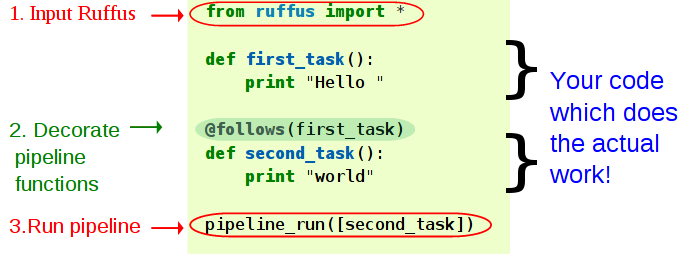 1. Input Ruffus
from ruffus import *
def first_task():
    print "Hello "
2. Decorate
pipeline
functions
@follows(first_task)
def second_task():
    print "world"
3.Run pipeline
pipeline_run([second_task])
Your code
which does
the actual
work!